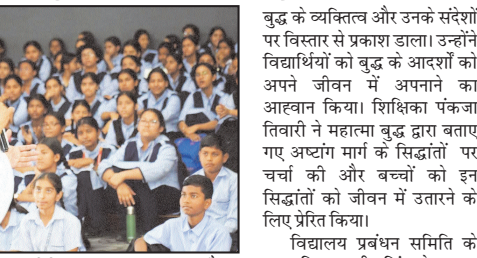 बुद्ध के व्यक्तित्व और उनके संदेशों
पर विस्तार से प्रकाश डाला। उन्होंने
विद्यार्थियों को बुद्ध के आदर्शों को
अपने जीवन में अपनाने का
आह्वान किया। शिक्षिका पंकजा
तिवारी ने महात्मा बुद्ध द्वारा बताए
गए अष्टांग मार्ग के सिद्धांतों पर
चर्चा की और बच्चों को इन
सिद्धांतों को जीवन में उतारने के
लिए प्रेरित किया।
विद्यालय प्रबंधन समिति के